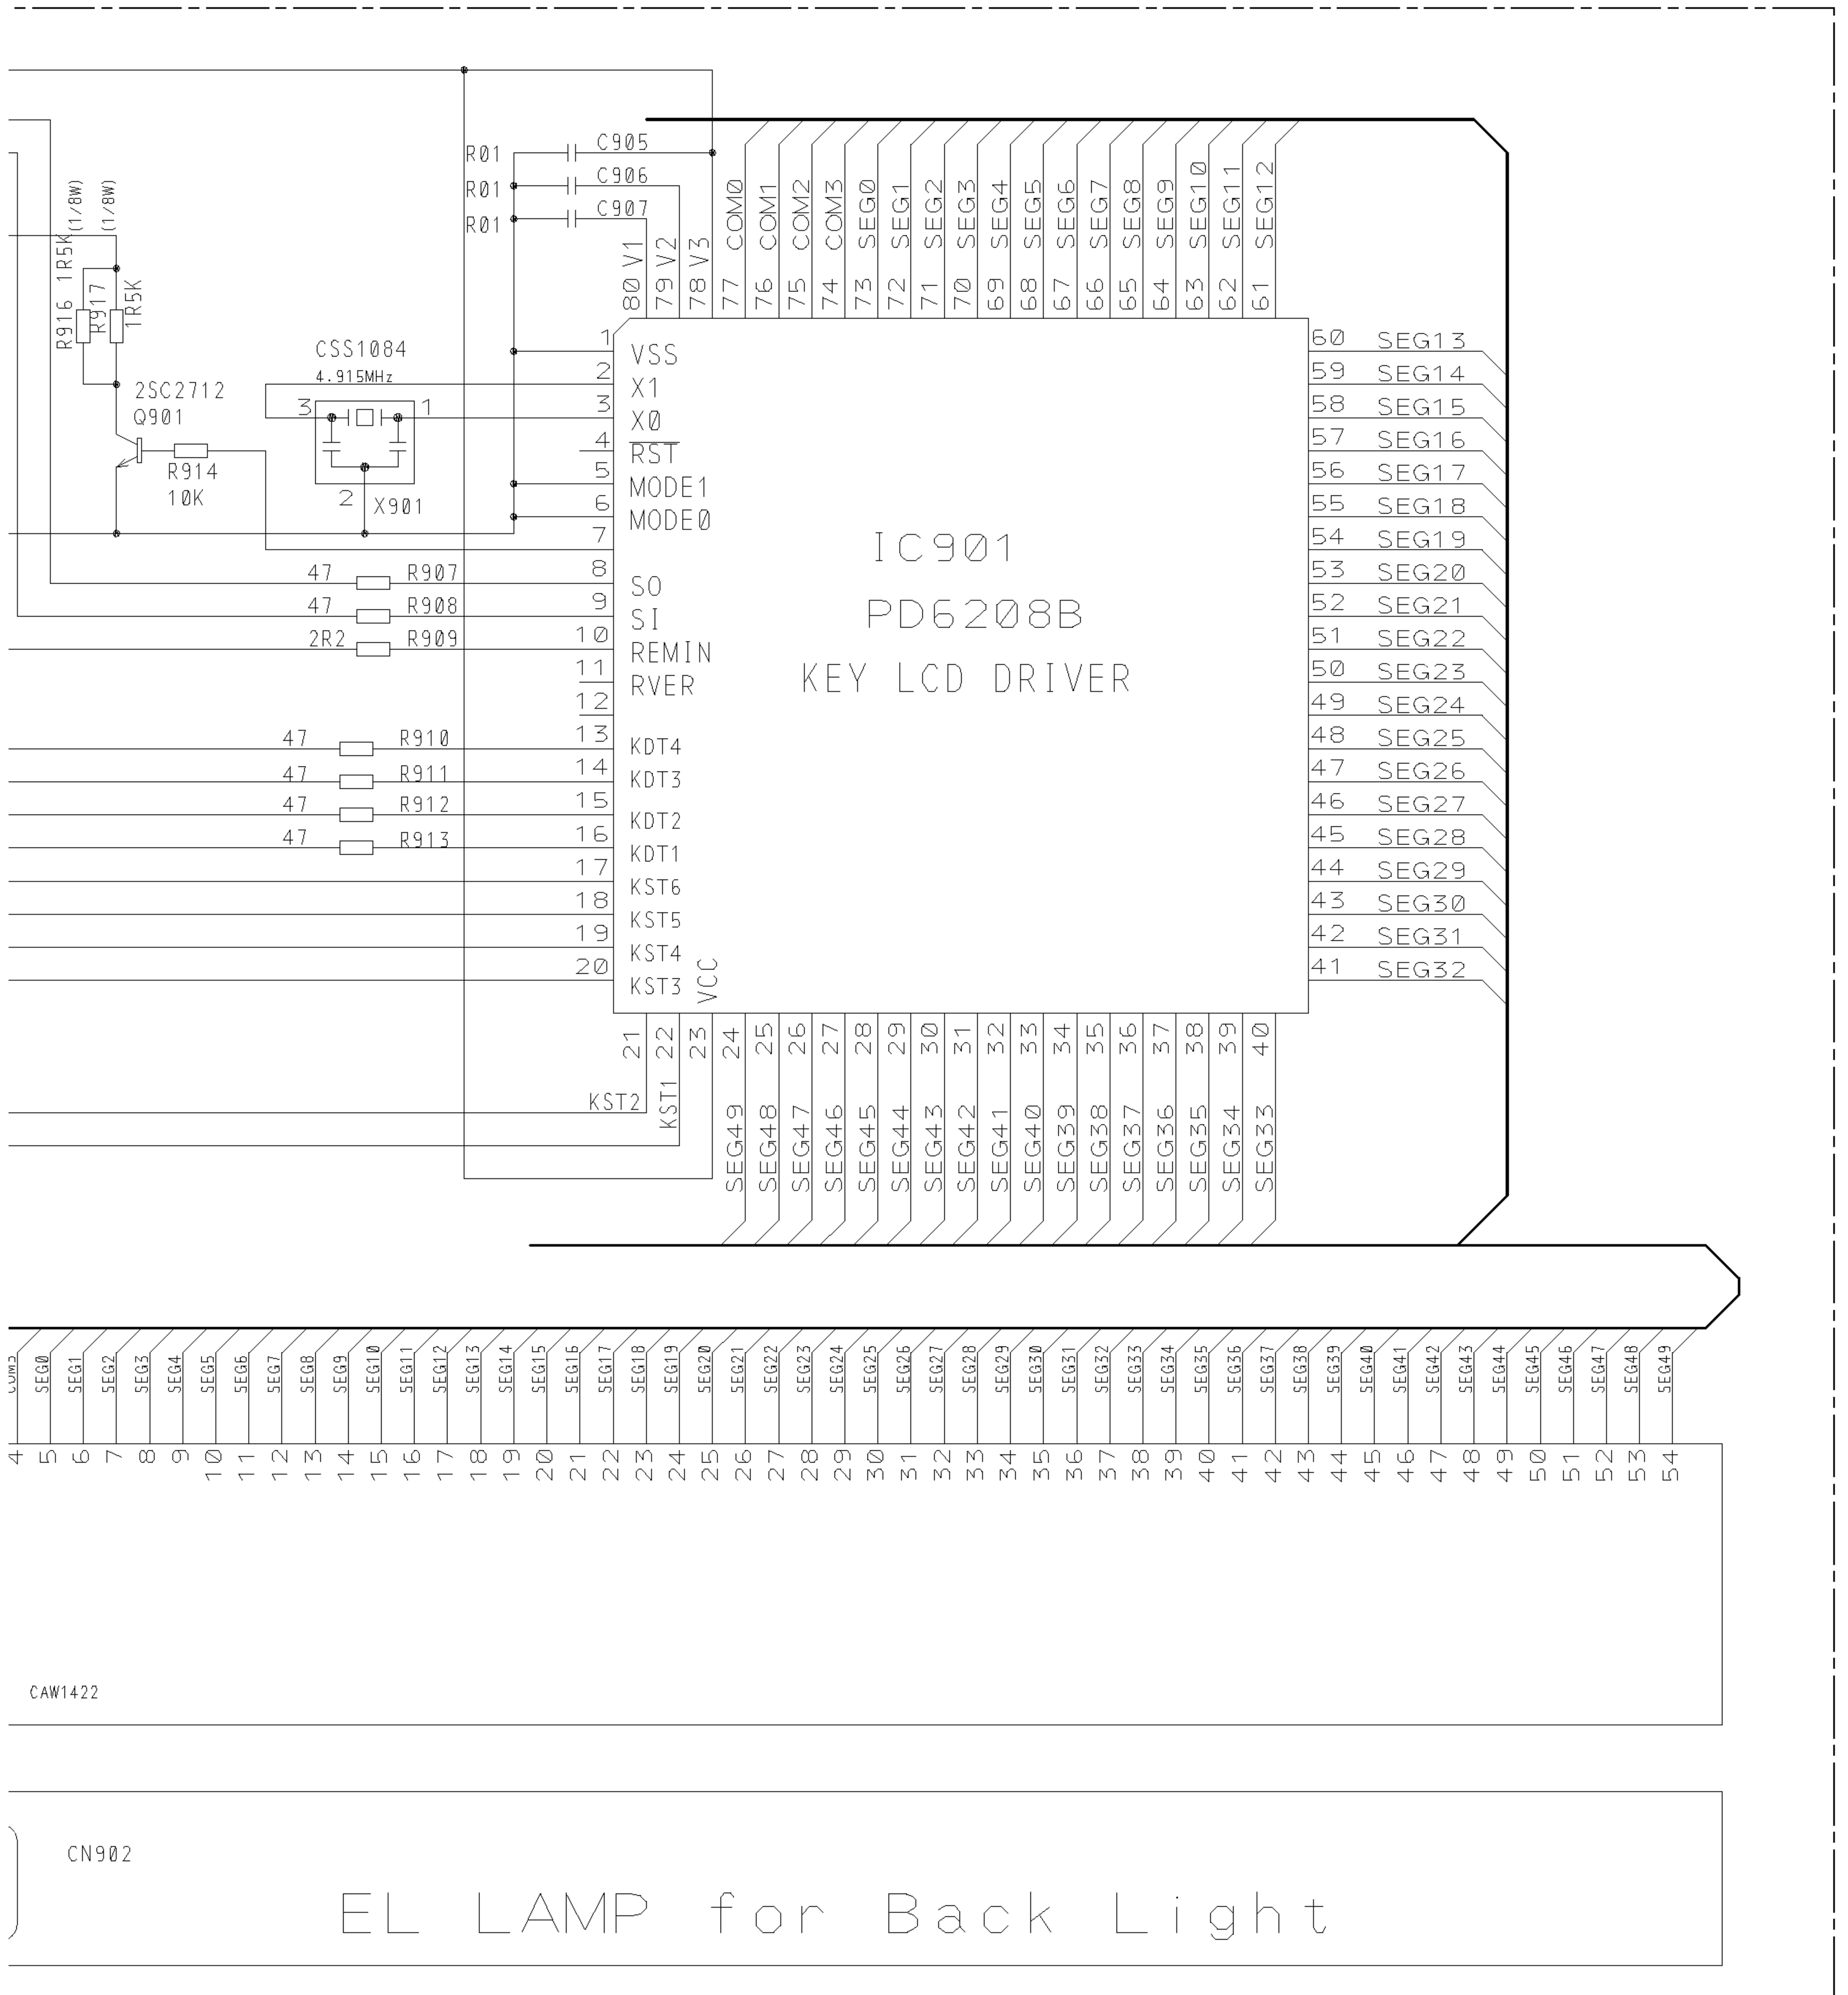 C905
R01
C906
R01
C907
R01
80 V1
79 V2
78 V3
77 COM0
76 COM1
75 COM2
74 COM3
73 SEG0
72 SEG1
71 SEG2
70 SEG3
69 SEG4
68 SEG5
67 SEG6
66 SEG7
65 SEG8
64 SEG9
63 SEG10
62 SEG11
61 SEG12
R916 1R5K (1/8W)
R917 (1/8W)
1R5K
2SC2712
Q901
R914
10K
CSS1084
4.915MHz
3
1
2
X901
1 VSS
2 X1
3 X0
4 RST
5 MODE1
6 MODE0
7
47 R907 8 SO
47 R908 9 SI
2R2 R909 10 REMIN
11 RVER
12
47 R910 13 KDT4
47 R911 14 KDT3
47 R912 15 KDT2
47 R913 16 KDT1
17 KST6
18 KST5
19 KST4
20 KST3
VCC
IC901
PD6208B
KEY LCD DRIVER
60 SEG13
59 SEG14
58 SEG15
57 SEG16
56 SEG17
55 SEG18
54 SEG19
53 SEG20
52 SEG21
51 SEG22
50 SEG23
49 SEG24
48 SEG25
47 SEG26
46 SEG27
45 SEG28
44 SEG29
43 SEG30
42 SEG31
41 SEG32
21 KST2
22 KST1
23
24 SEG49
25 SEG48
26 SEG47
27 SEG46
28 SEG45
29 SEG44
30 SEG43
31 SEG42
32 SEG41
33 SEG40
34 SEG39
35 SEG38
36 SEG37
37 SEG36
38 SEG35
39 SEG34
40 SEG33
4 COM3
5 SEG0
6 SEG1
7 SEG2
8 SEG3
9 SEG4
10 SEG5
11 SEG6
12 SEG7
13 SEG8
14 SEG9
15 SEG10
16 SEG11
17 SEG12
18 SEG13
19 SEG14
20 SEG15
21 SEG16
22 SEG17
23 SEG18
24 SEG19
25 SEG20
26 SEG21
27 SEG22
28 SEG23
29 SEG24
30 SEG25
31 SEG26
32 SEG27
33 SEG28
34 SEG29
35 SEG30
36 SEG31
37 SEG32
38 SEG33
39 SEG34
40 SEG35
41 SEG36
42 SEG37
43 SEG38
44 SEG39
45 SEG40
46 SEG41
47 SEG42
48 SEG43
49 SEG44
50 SEG45
51 SEG46
52 SEG47
53 SEG48
54 SEG49
CAW1422
CN902
EL LAMP for Back Light